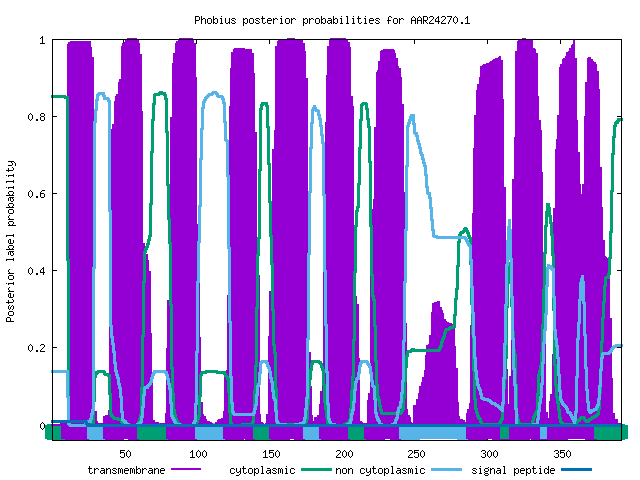 Phobius posterior probabilities for AAR24270.1
1
0.8
0.6
0.4
0.2
0
Posterior label probability
50 100 150 200 250 300 350
transmembrane cytoplasmic non cytoplasmic signal peptide